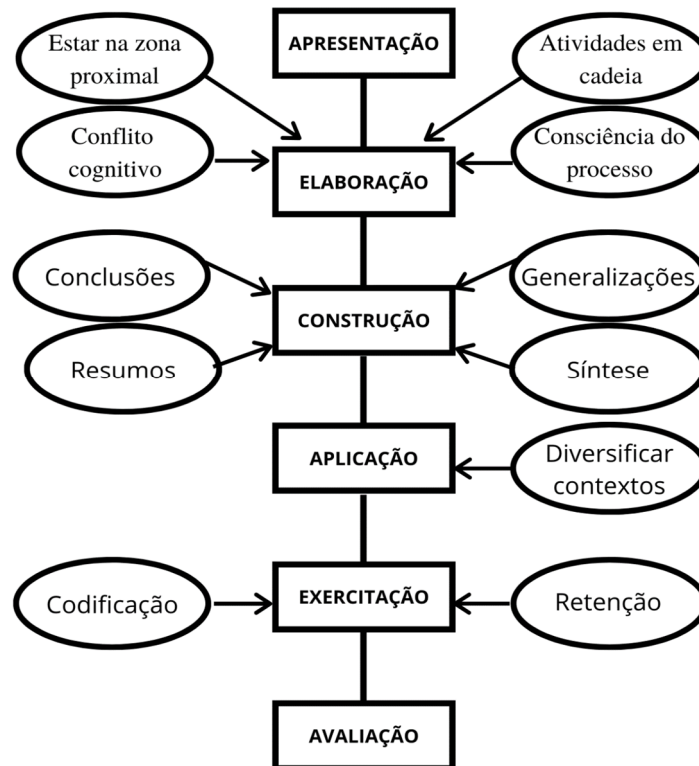 APRESENTAÇÃO
Estar na zona
proximal
Atividades em
cadeia
Conflito
cognitivo
Consciência do
processo
ELABORAÇÃO
Conclusões
Generalizações
CONSTRUÇÃO
Resumos
Síntese
APLICAÇÃO
Diversificar
contextos
Codificação
EXERCITAÇÃO
Retenção
AVALIAÇÃO